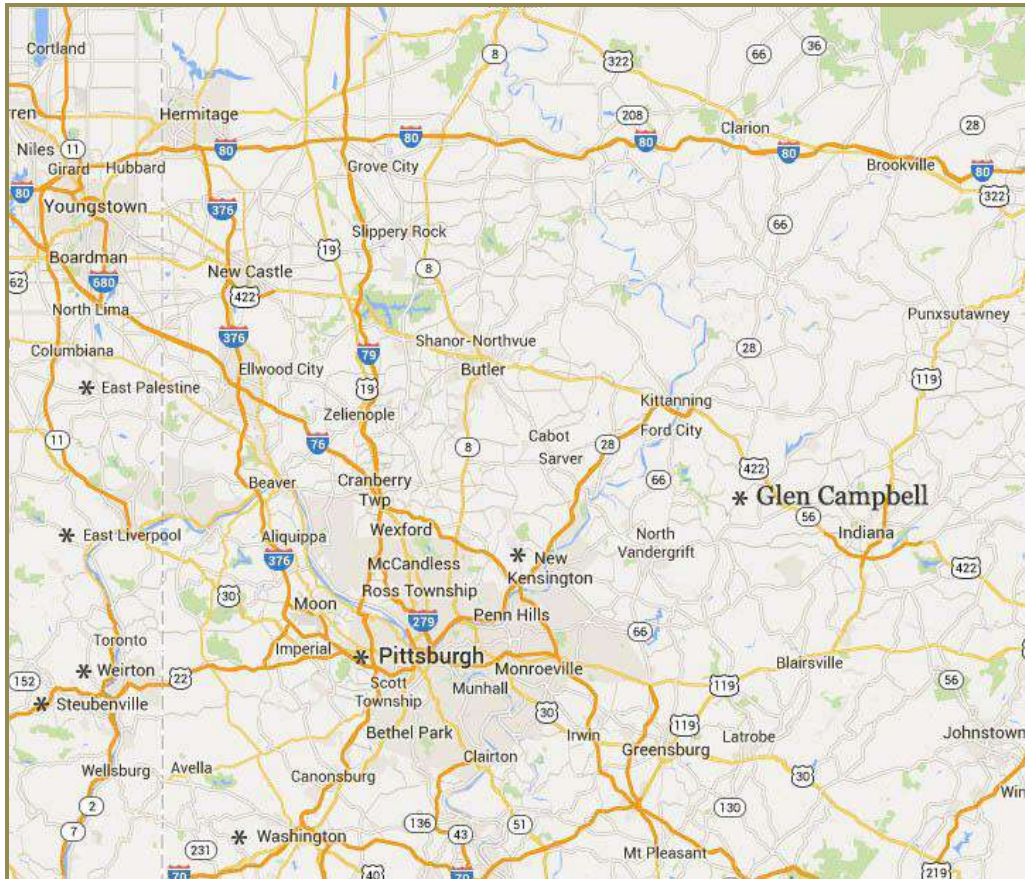 Cortland
8
322
66
36
rren
Hermitage
208
Clarion
28
11
80
80
80
80
Niles
Girard
Hubbard
Grove City
Brookville
80
80
322
Youngstown
376
66
Slippery Rock
19
Boardman
8
62
680
New Castle
422
North Lima
Punxsutawney
376
Shanor-Northvue
28
Columbiana
79
Butler
Ellwood City
119
East Palestine
19
Kittanning
Zelienople
Ford City
11
76
8
Cabot
28
Sarver
422
66
Beaver
Cranberry
Twp
Glen Campbell
56
East Liverpool
Aliquippa
Wexford
North
Vandergrift
Indiana
376
McCandless
New
Kensington
422
30
Ross Township
Moon
279
Penn Hills
66
Toronto
Imperial
Pittsburgh
Monroeville
Blairsville
Weirton
152
22
Scott
Township
Munhall
119
56
Steubenville
30
119
Bethel Park
Irwin
Greensburg
Latrobe
Johnstown
Clairton
Wellsburg
Avella
Canonsburg
30
Win
2
130
7
136
43
51
Washington
231
Mt Pleasant
70
40
70
219